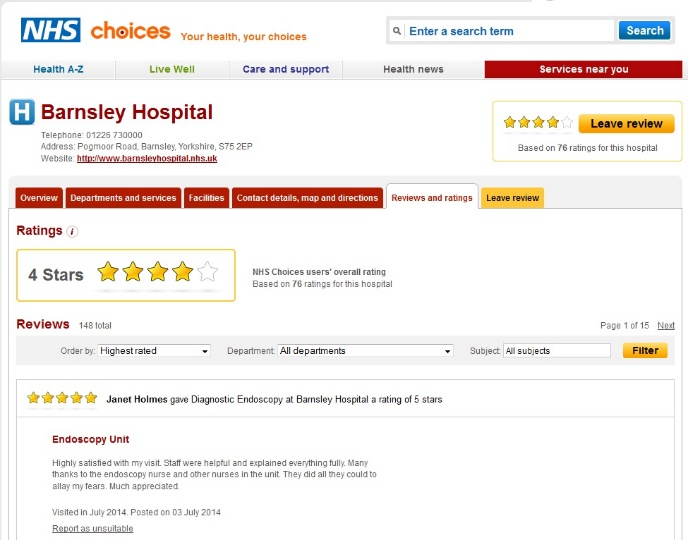 NHS choices Your health, your choices
Enter a search term Search
Health A-Z Live Well Care and support Health news Services near you
H Barnsley Hospital
Telephone: 01226 730000
Address: Pogmoor Road, Barnsley, Yorkshire, S75 2EP
Website: http://www.barnsleyhospital.nhs.uk
Leave review
Based on 76 ratings for this hospital
Overview Departments and services Facilities Contact details, map and directions Reviews and ratings Leave review
Ratings i
4 Stars
NHS Choices users' overall rating
Based on 76 ratings for this hospital
Reviews 148 total Page 1 of 15 Next
Order by: Highest rated Department: All departments Subject: All subjects Filter
Janet Holmes gave Diagnostic Endoscopy at Barnsley Hospital a rating of 5 stars
Endoscopy Unit
Highly satisfied with my visit. Staff were helpful and explained everything fully. Many
thanks to the endoscopy nurse and other nurses in the unit. They did all they could to
allay my fears. Much appreciated.
Visited in July 2014. Posted on 03 July 2014
Report as unsuitable